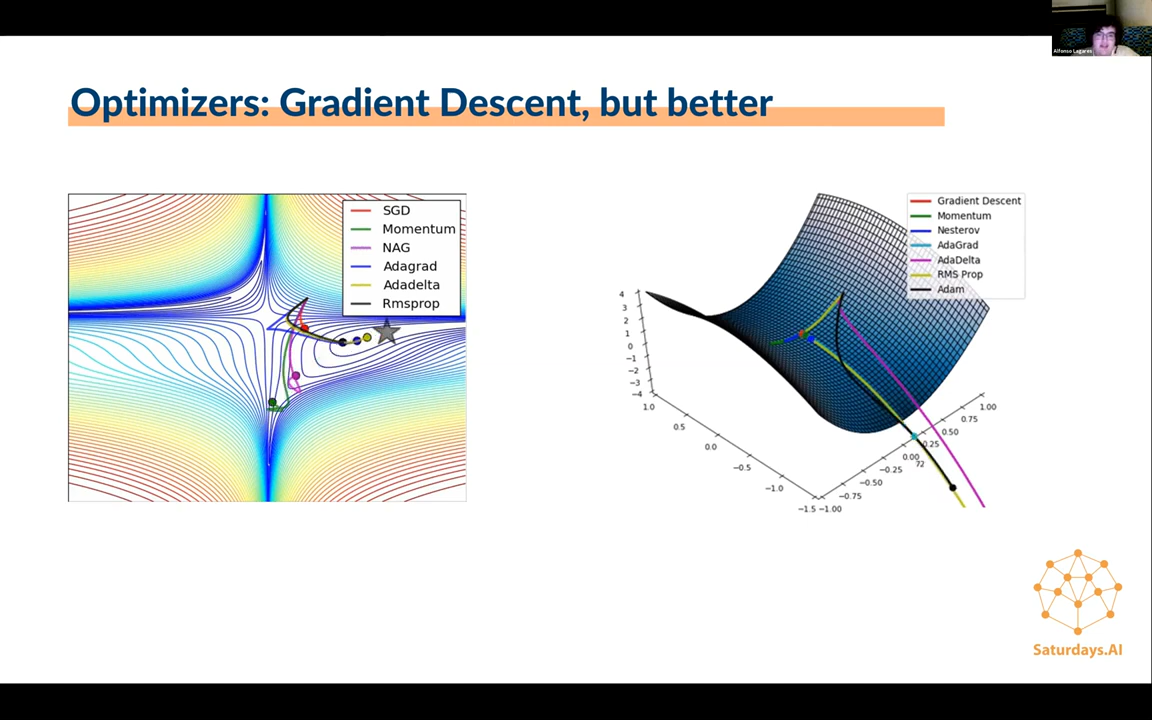 Alfonso Lagares
Optimizers: Gradient Descent, but better
SGD
Momentum
NAG
Adagrad
Adadelta
Rmsprop
Gradient Descent
Momentum
Nesterov
AdaGrad
AdaDelta
RMS Prop
Adam
4
3
2
1
0
−1
−2
−3
−4
1.0
0.5
0.0
−0.5
−1.0
−1.5
−1.00
−0.75
−0.50
−0.25
0.00
0.25
0.50
0.75
1.00
72
Saturdays.AI